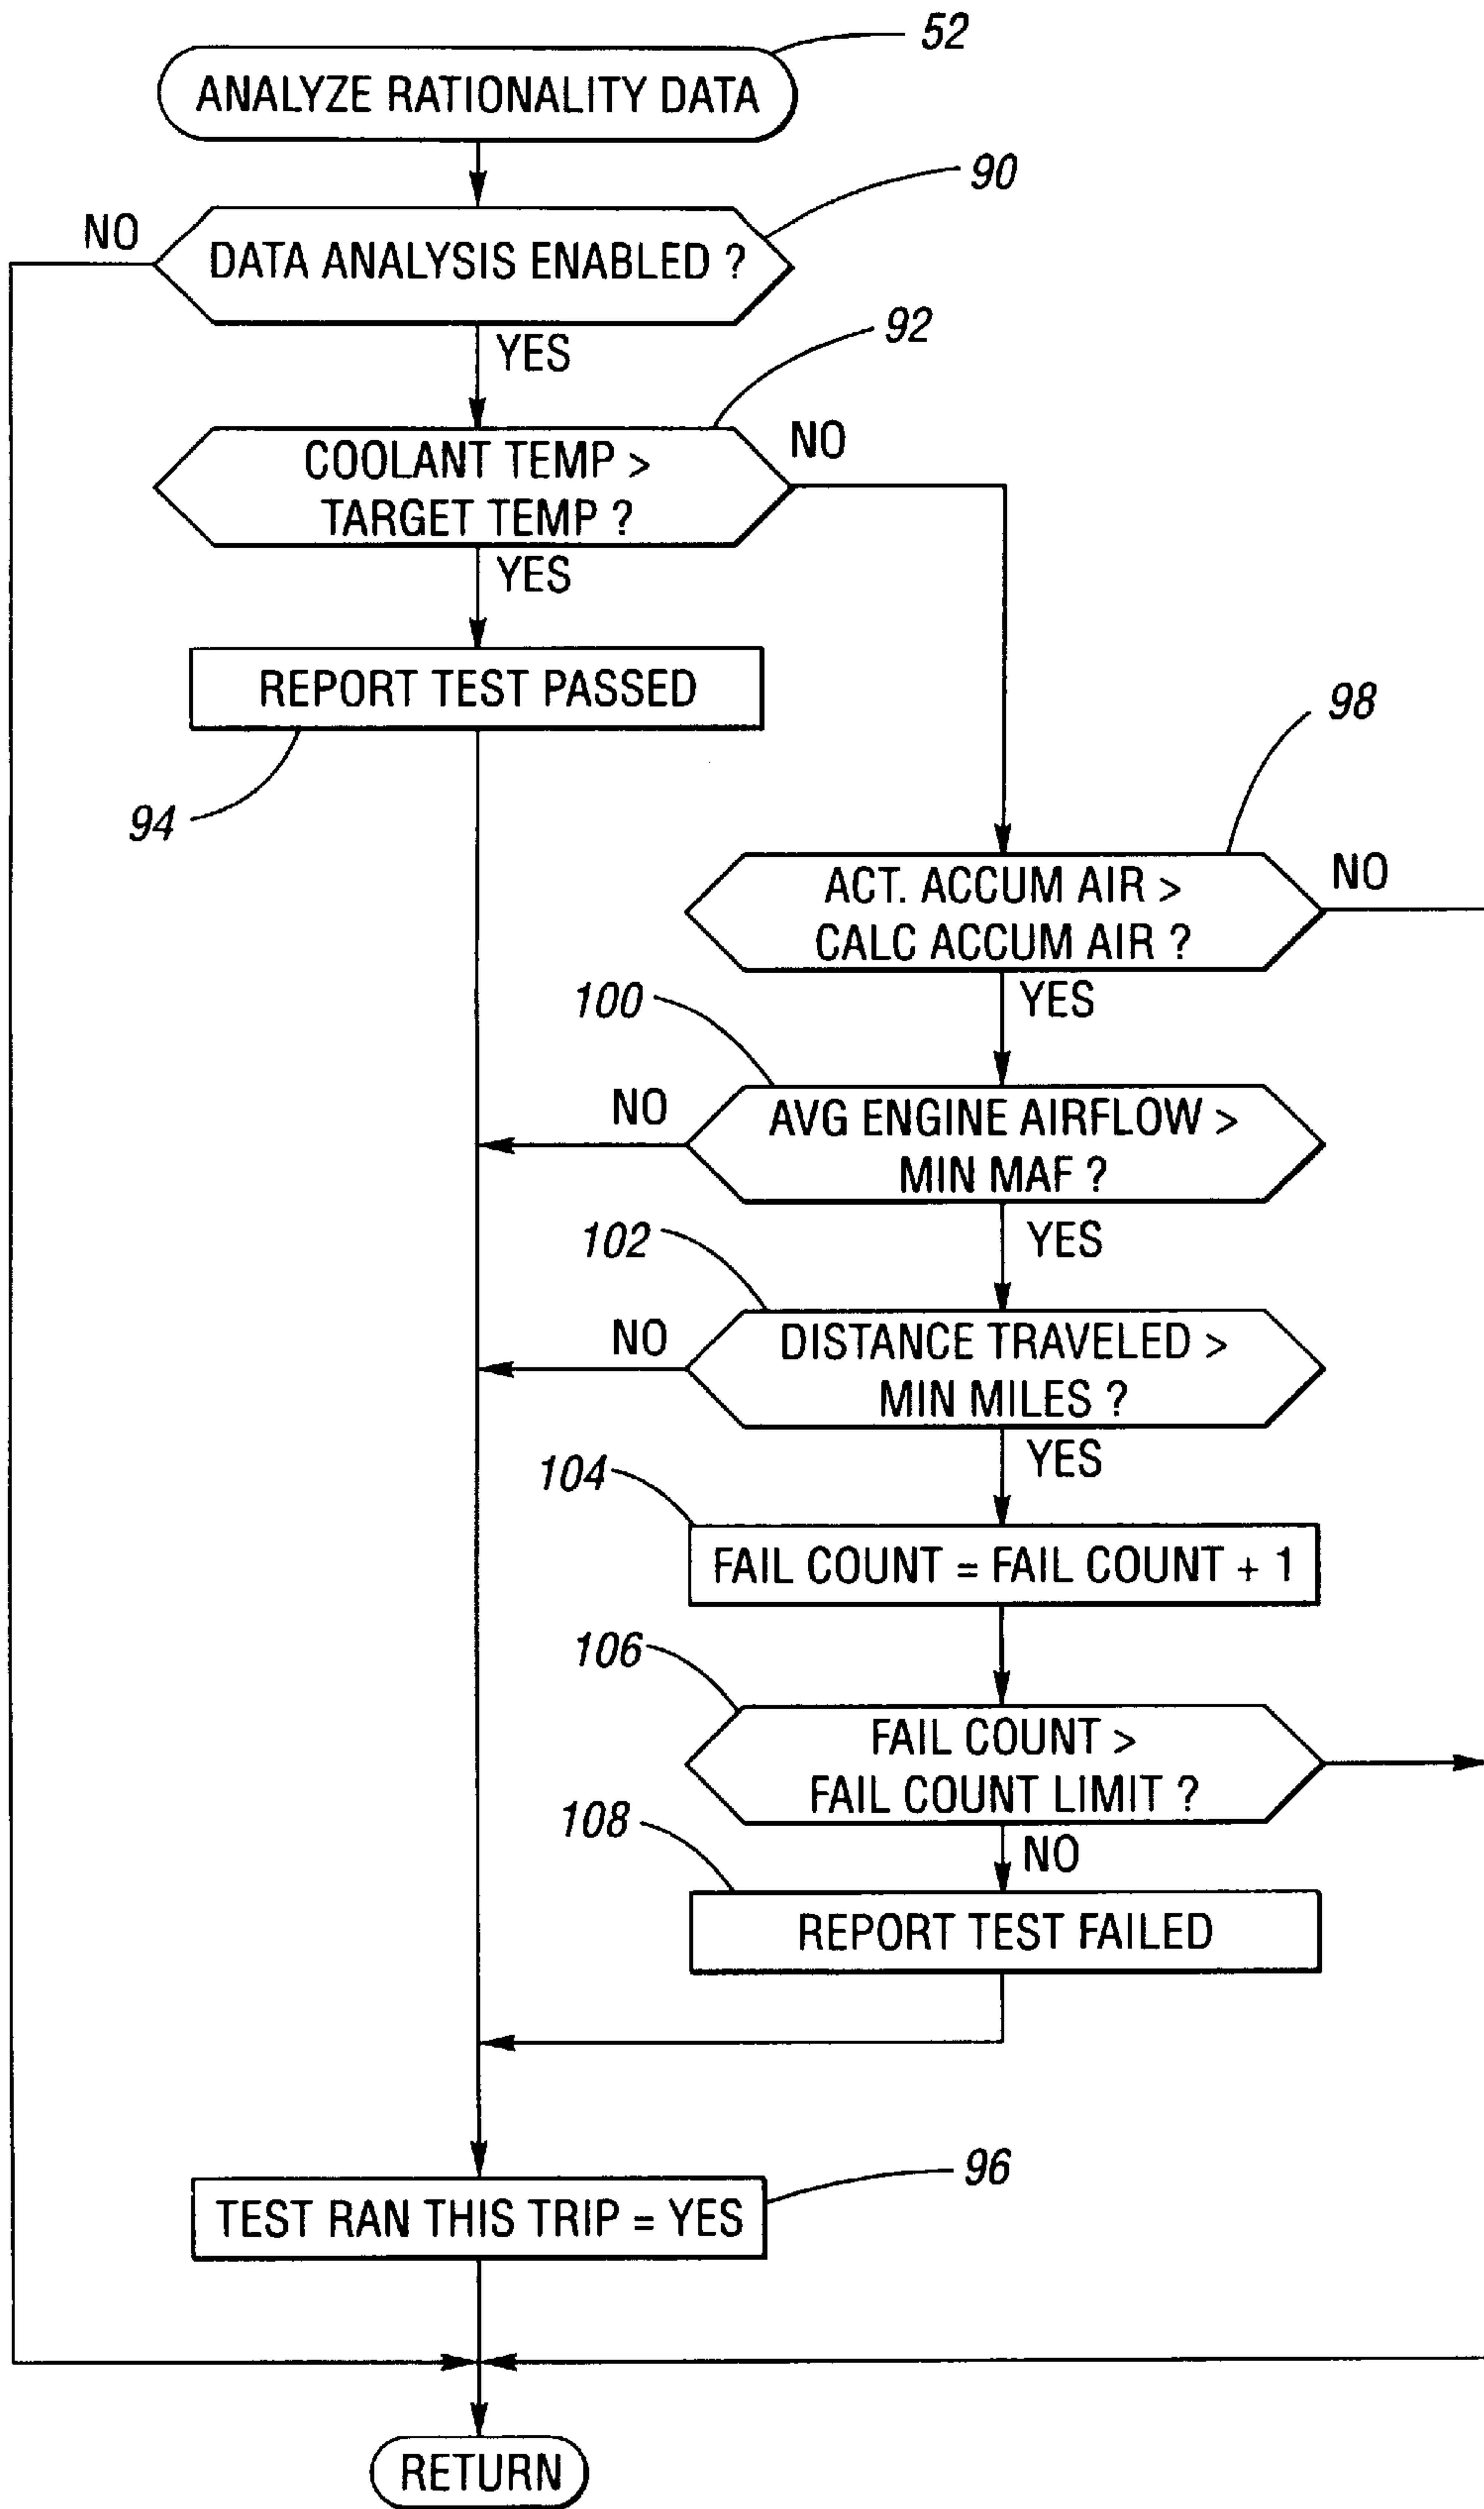 52
ANALYZE RATIONALITY DATA
90
NO
DATA ANALYSIS ENABLED ?
YES
92
COOLANT TEMP >
TARGET TEMP ?
NO
YES
REPORT TEST PASSED
94
98
ACT. ACCUM AIR >
CALC ACCUM AIR ?
NO
YES
100
NO
AVG ENGINE AIRFLOW >
MIN MAF ?
YES
102
NO
DISTANCE TRAVELED >
MIN MILES ?
YES
104
FAIL COUNT = FAIL COUNT + 1
106
FAIL COUNT >
FAIL COUNT LIMIT ?
108
NO
REPORT TEST FAILED
96
TEST RAN THIS TRIP = YES
RETURN